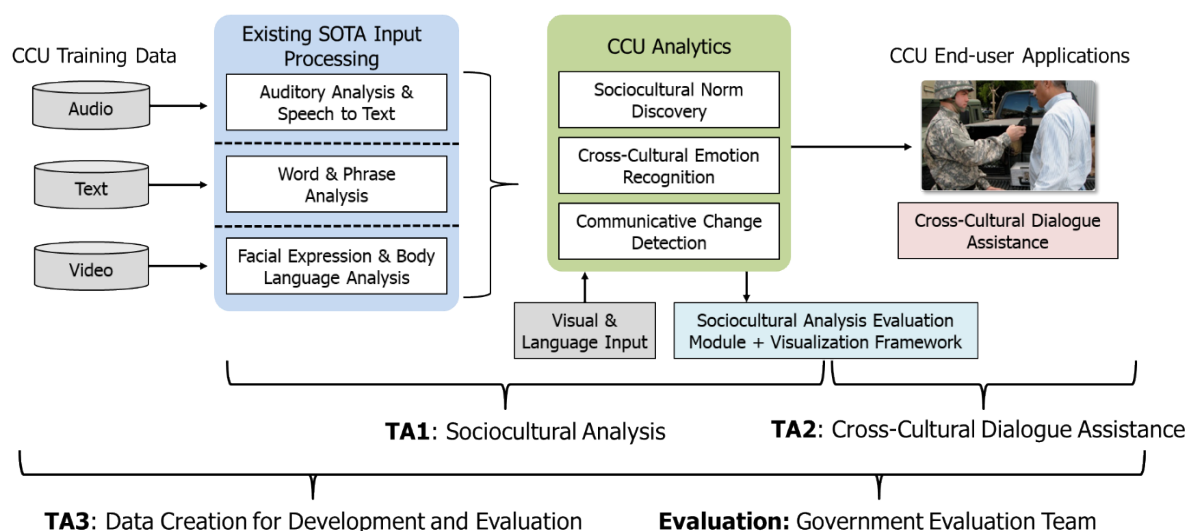 CCU Training Data
Audio
Text
Video
Existing SOTA Input
Processing
Auditory Analysis &
Speech to Text
Word & Phrase
Analysis
Facial Expression & Body
Language Analysis
CCU Analytics
Sociocultural Norm
Discovery
Cross-Cultural Emotion
Recognition
Communicative Change
Detection
CCU End-user Applications
Cross-Cultural Dialogue
Assistance
Visual &
Language Input
Sociocultural Analysis Evaluation
Module + Visualization Framework
TA1: Sociocultural Analysis
TA2: Cross-Cultural Dialogue Assistance
TA3: Data Creation for Development and Evaluation
Evaluation: Government Evaluation Team